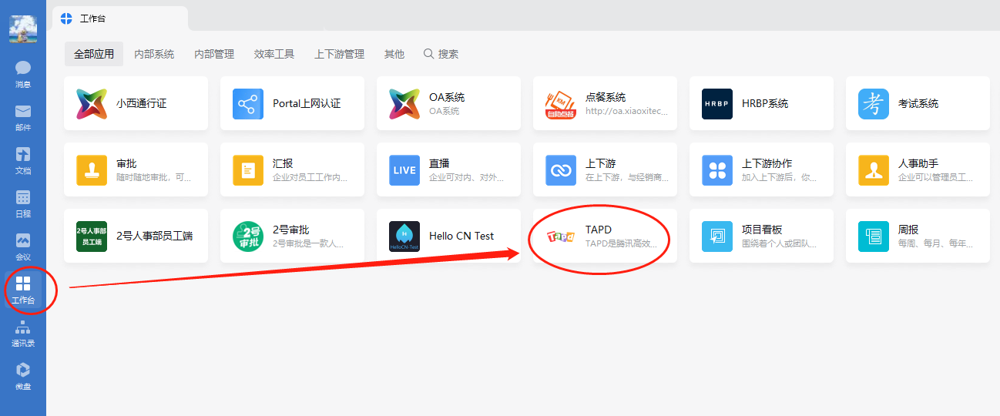 工作台
消息
邮件
文档
日程
会议
工作台
通讯录
微盘
全部应用 内部系统 内部管理 效率工具 上下游管理 其他 搜索
小西通行证
Portal上网认证
OA系统
OA系统
KM
自助点餐
点餐系统
http://oa.xiaoxitec...
HRBP
HRBP系统
考
考试系统
审批
随时随地审批，可...
汇报
企业对员工工作内...
LIVE
直播
企业可对内、对外...
上下游
在上下游，与经销商...
上下游协作
加入上下游后，你...
人事助手
企业可以管理员工...
2号人事部
员工端
2号人事部员工端
2号
审批
2号审批
2号审批是一款人...
H
HelloCN-Test
Hello CN Test
Tapd
TAPD
TAPD是腾讯高效...
项目看板
围绕着个人或团队...
周报
每周、每月、每年...